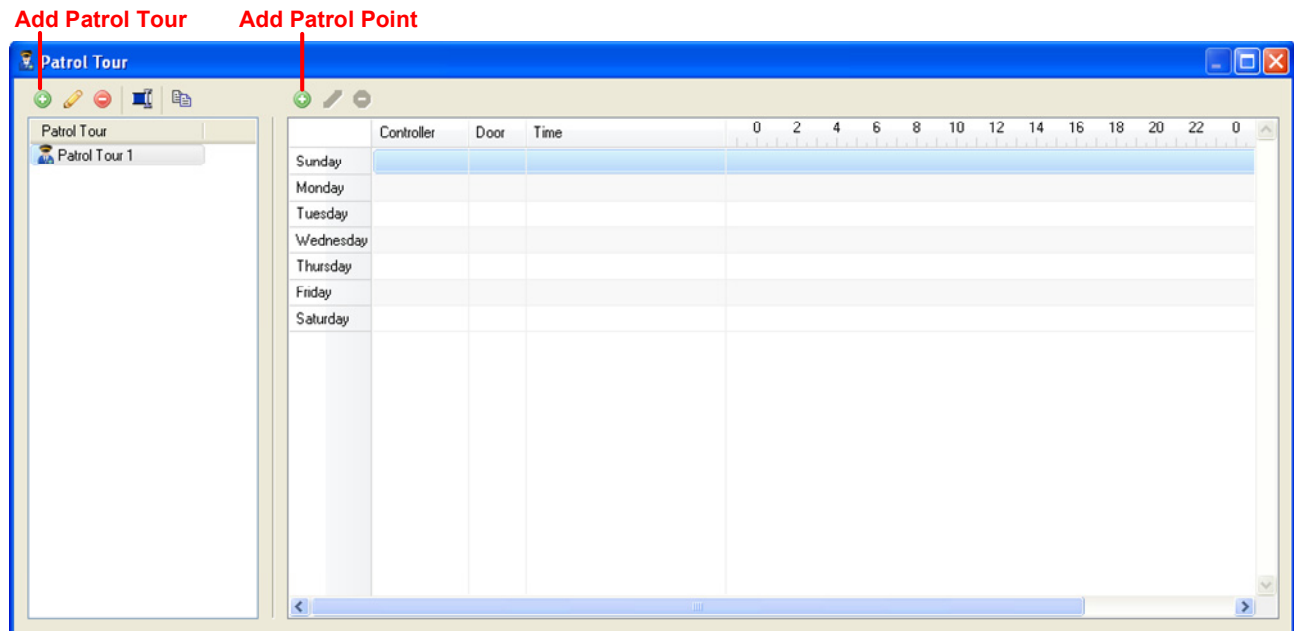 Add Patrol Tour Add Patrol Point
Patrol Tour
Patrol Tour
Patrol Tour 1
Controller Door Time 0 2 4 6 8 10 12 14 16 18 20 22 0
Sunday
Monday
Tuesday
Wednesday
Thursday
Friday
Saturday